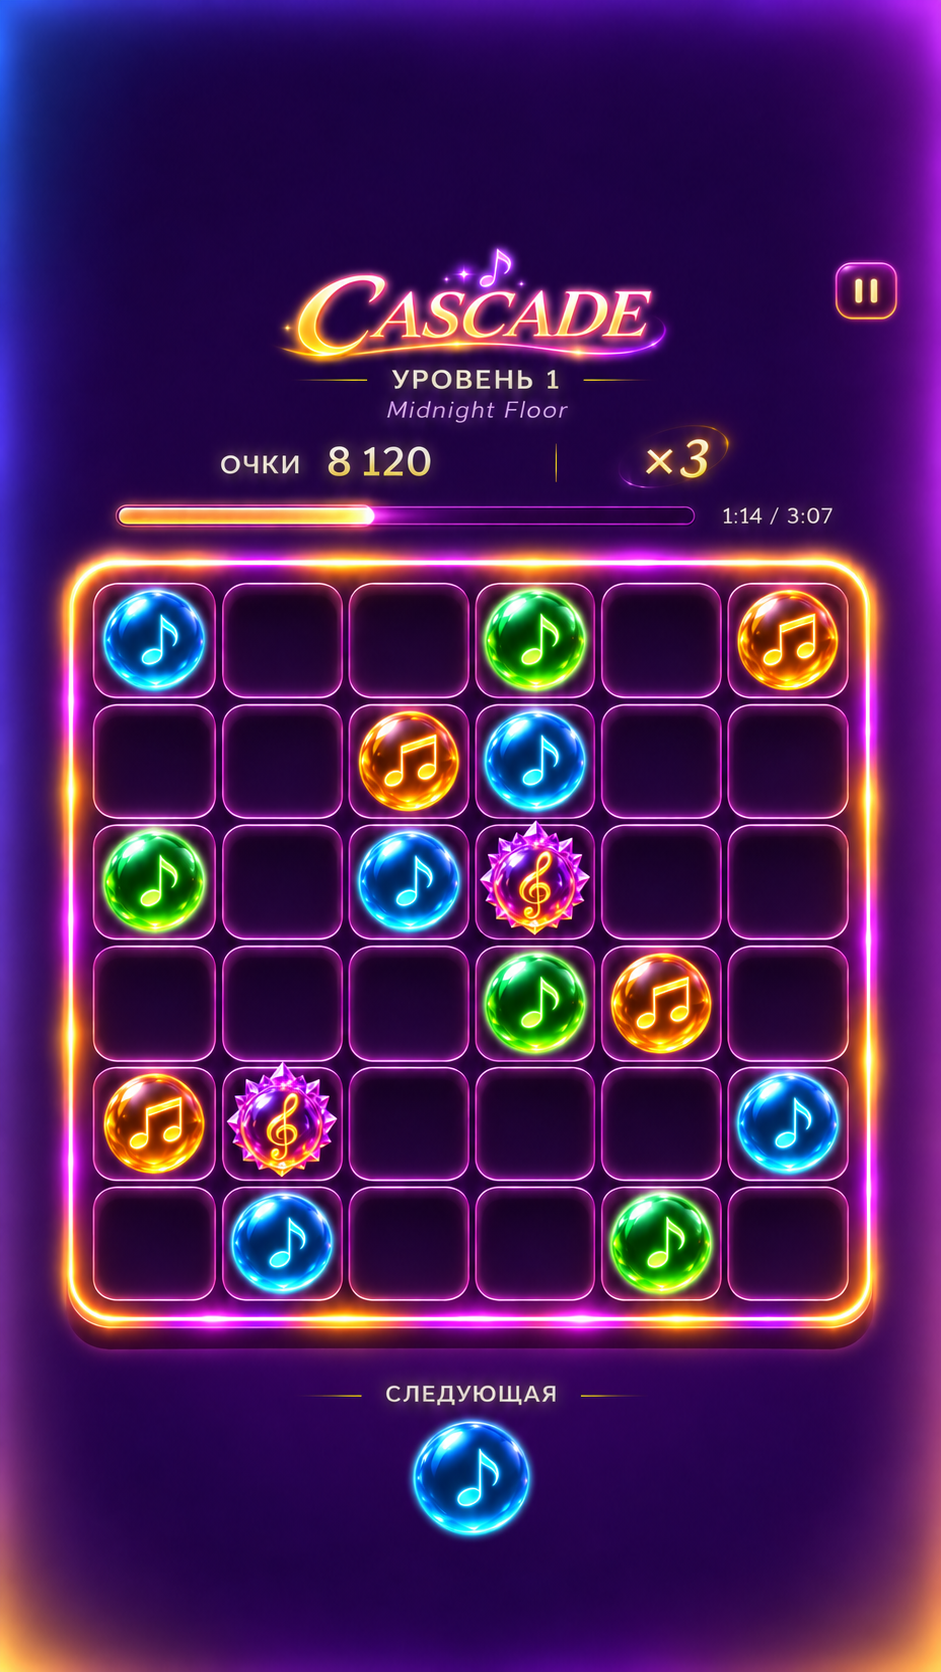 CASCADE
УРОВЕНЬ 1
Midnight Floor
ОЧКИ 8 120 ×3
1:14 / 3:07
СЛЕДУЮЩАЯ